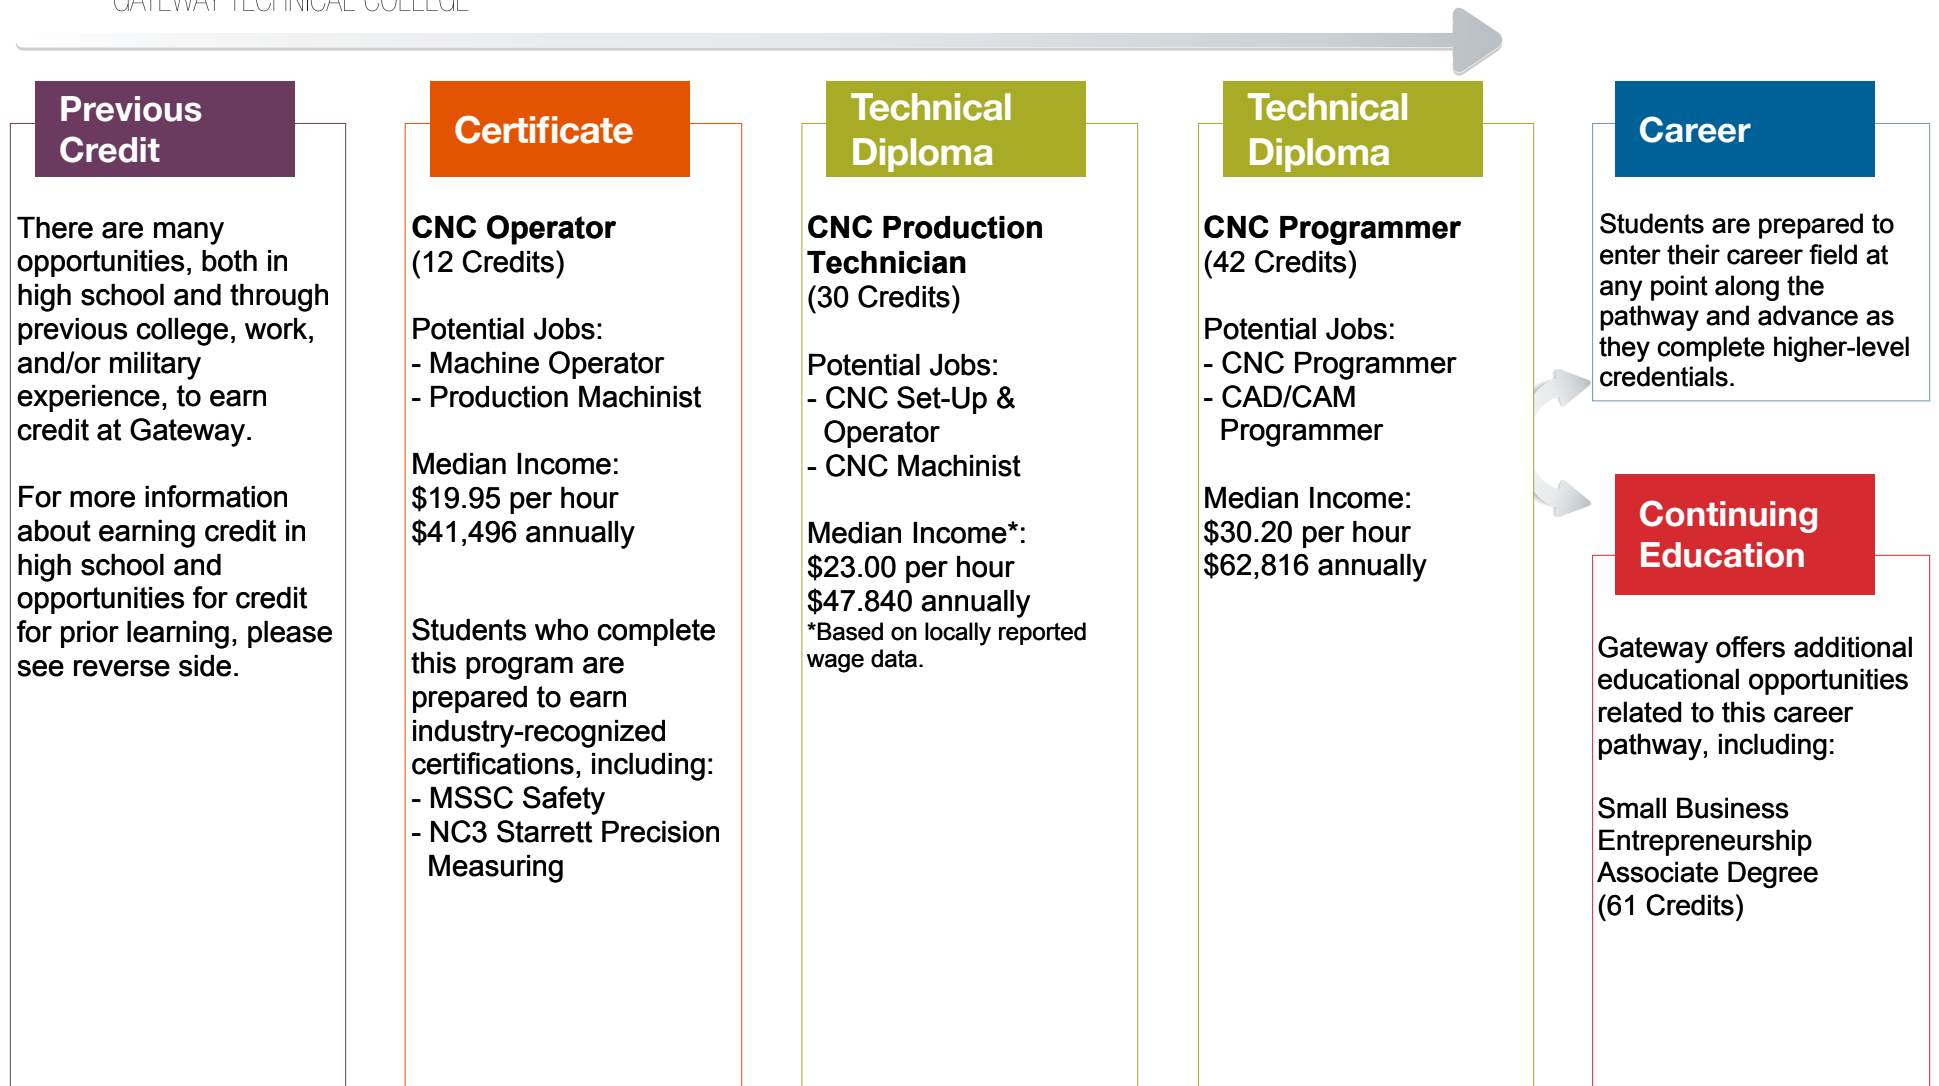 GATEWAY TECHNICAL COLLEGE
Previous
Credit
There are many
opportunities, both in
high school and through
previous college, work,
and/or military
experience, to earn
credit at Gateway.
For more information
about earning credit in
high school and
opportunities for credit
for prior learning, please
see reverse side.
Certificate
CNC Operator
(12 Credits)
Potential Jobs:
- Machine Operator
- Production Machinist
Median Income:
$19.95 per hour
$41,496 annually
Students who complete
this program are
prepared to earn
industry-recognized
certifications, including:
- MSSC Safety
- NC3 Starrett Precision
Measuring
Technical
Diploma
CNC Production
Technician
(30 Credits)
Potential Jobs:
- CNC Set-Up &
Operator
- CNC Machinist
Median Income*:
$23.00 per hour
$47.840 annually
*Based on locally reported
wage data.
Technical
Diploma
CNC Programmer
(42 Credits)
Potential Jobs:
- CNC Programmer
- CAD/CAM
Programmer
Median Income:
$30.20 per hour
$62,816 annually
Career
Students are prepared to
enter their career field at
any point along the
pathway and advance as
they complete higher-level
credentials.
Continuing
Education
Gateway offers additional
educational opportunities
related to this career
pathway, including:
Small Business
Entrepreneurship
Associate Degree
(61 Credits)